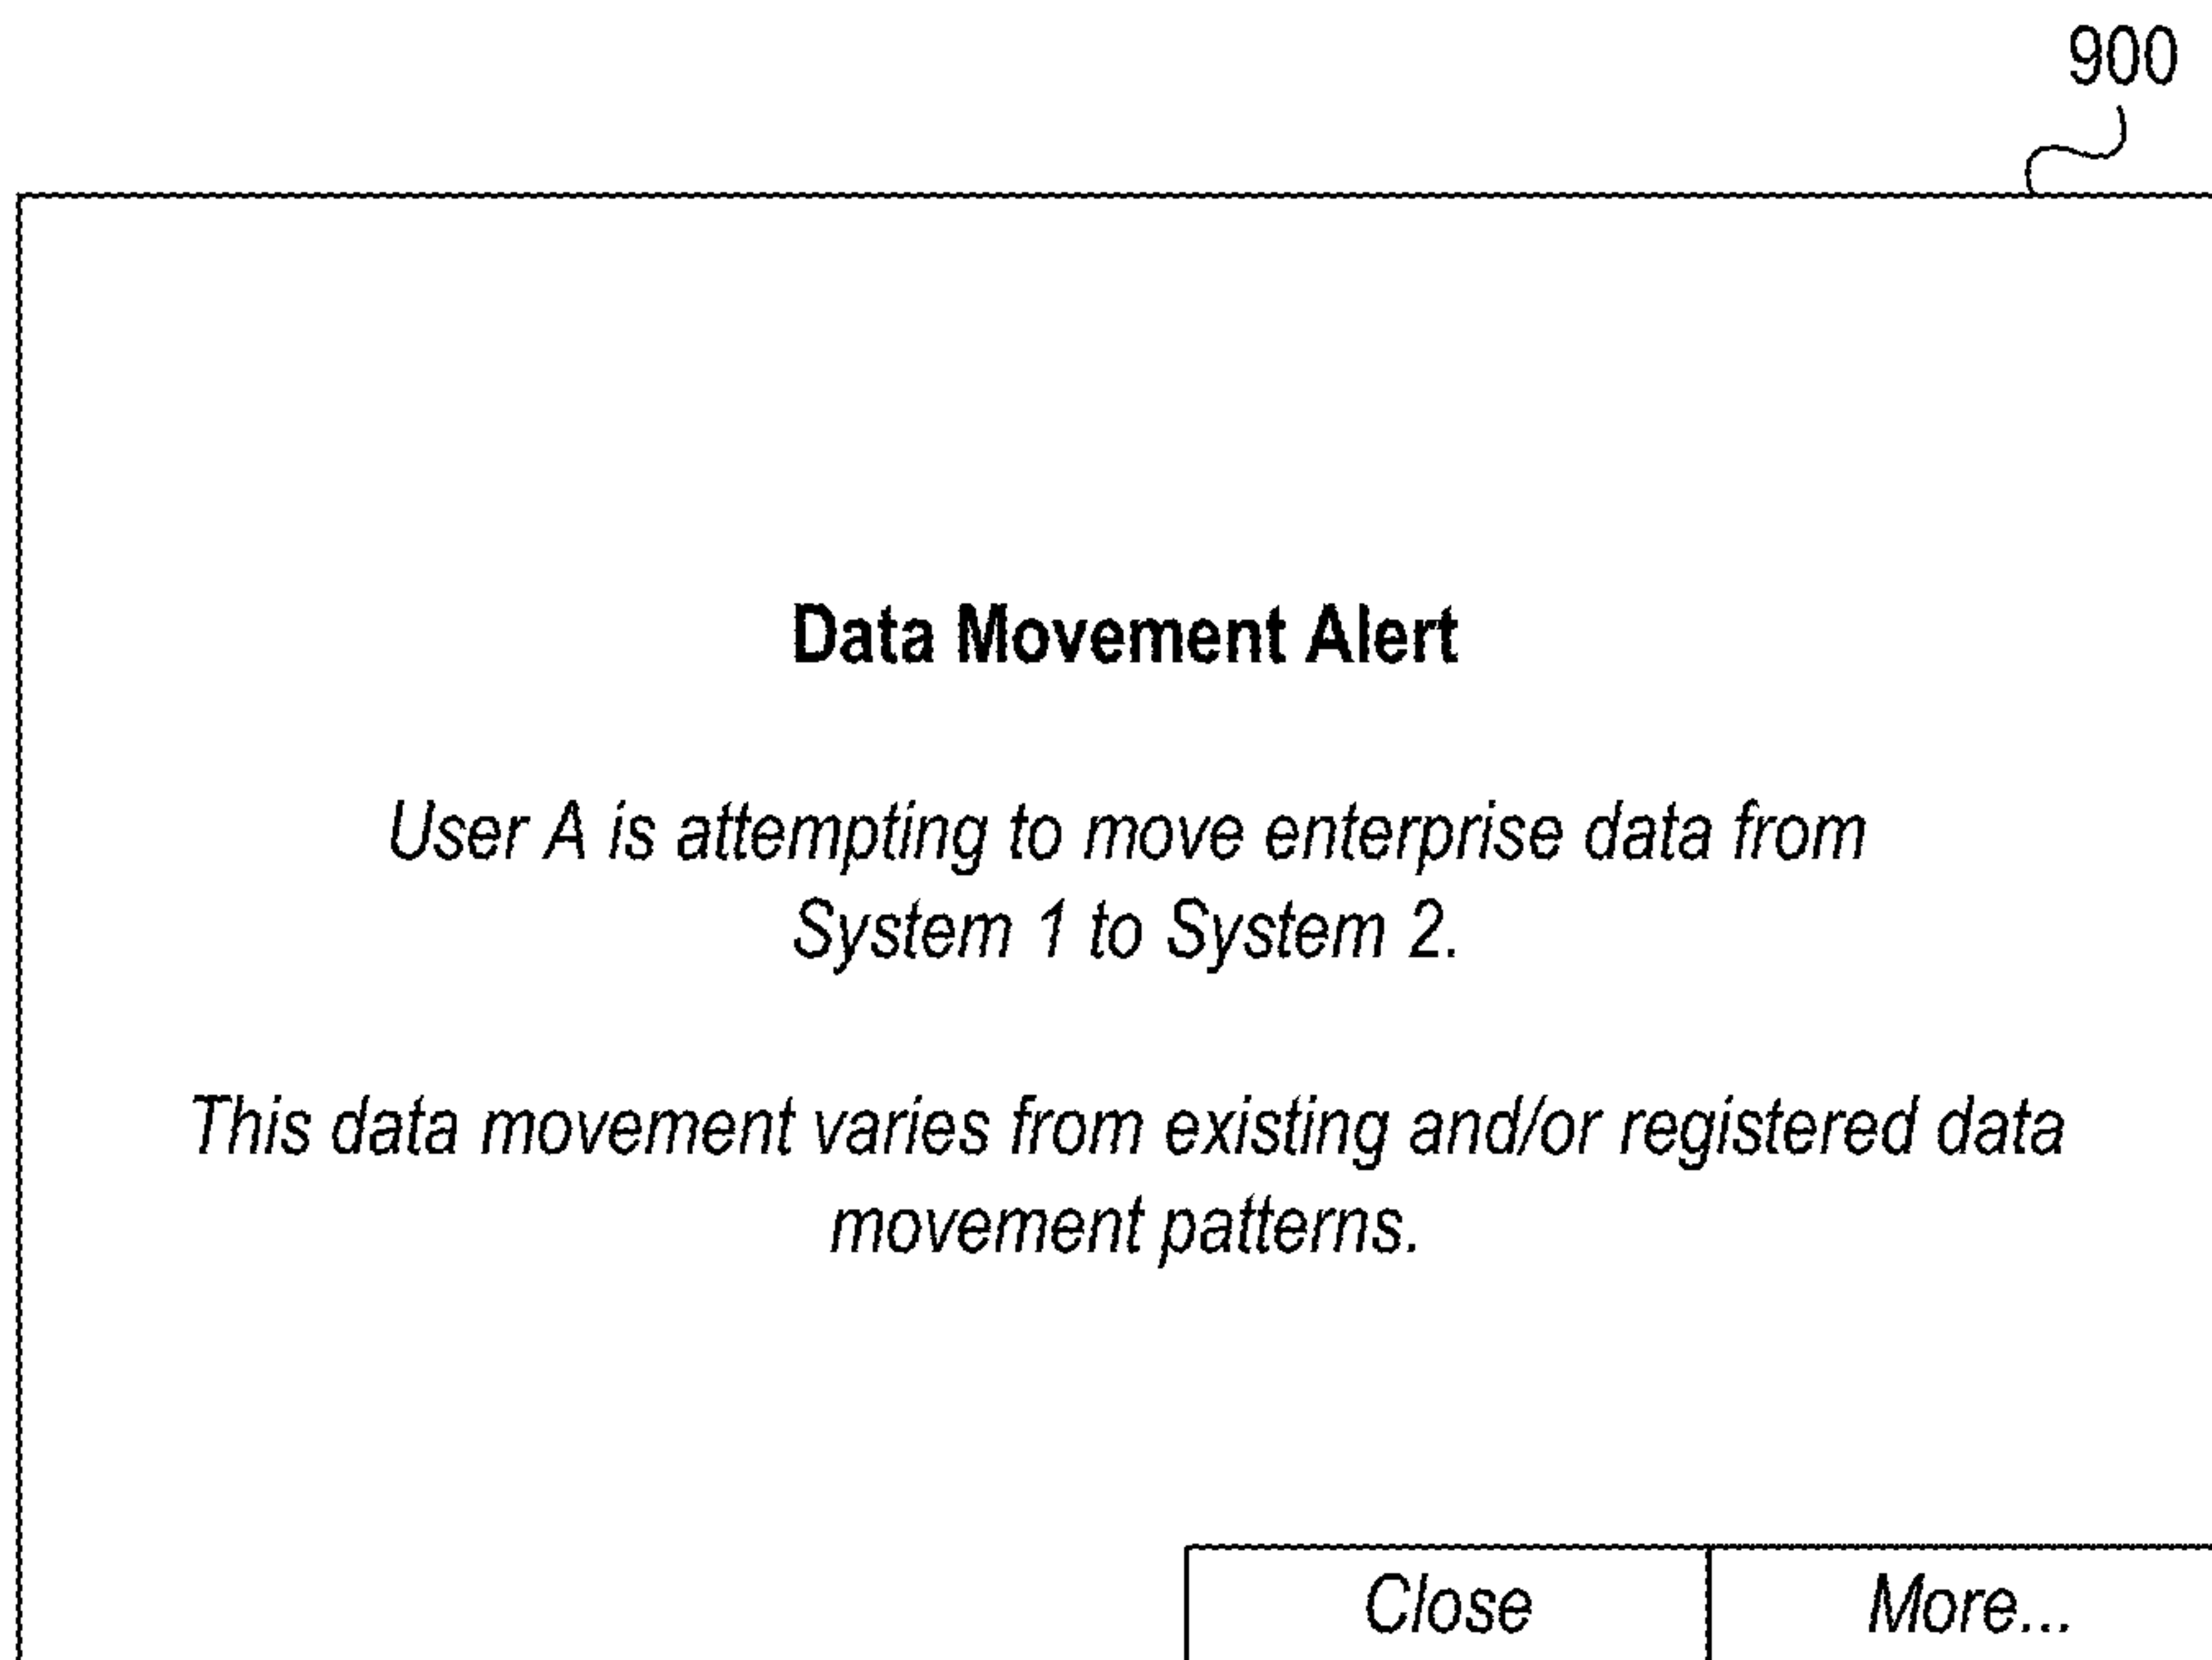 900
Data Movement Alert
User A is attempting to move enterprise data from
System 1 to System 2.
This data movement varies from existing and/or registered data
movement patterns.
Close
More...